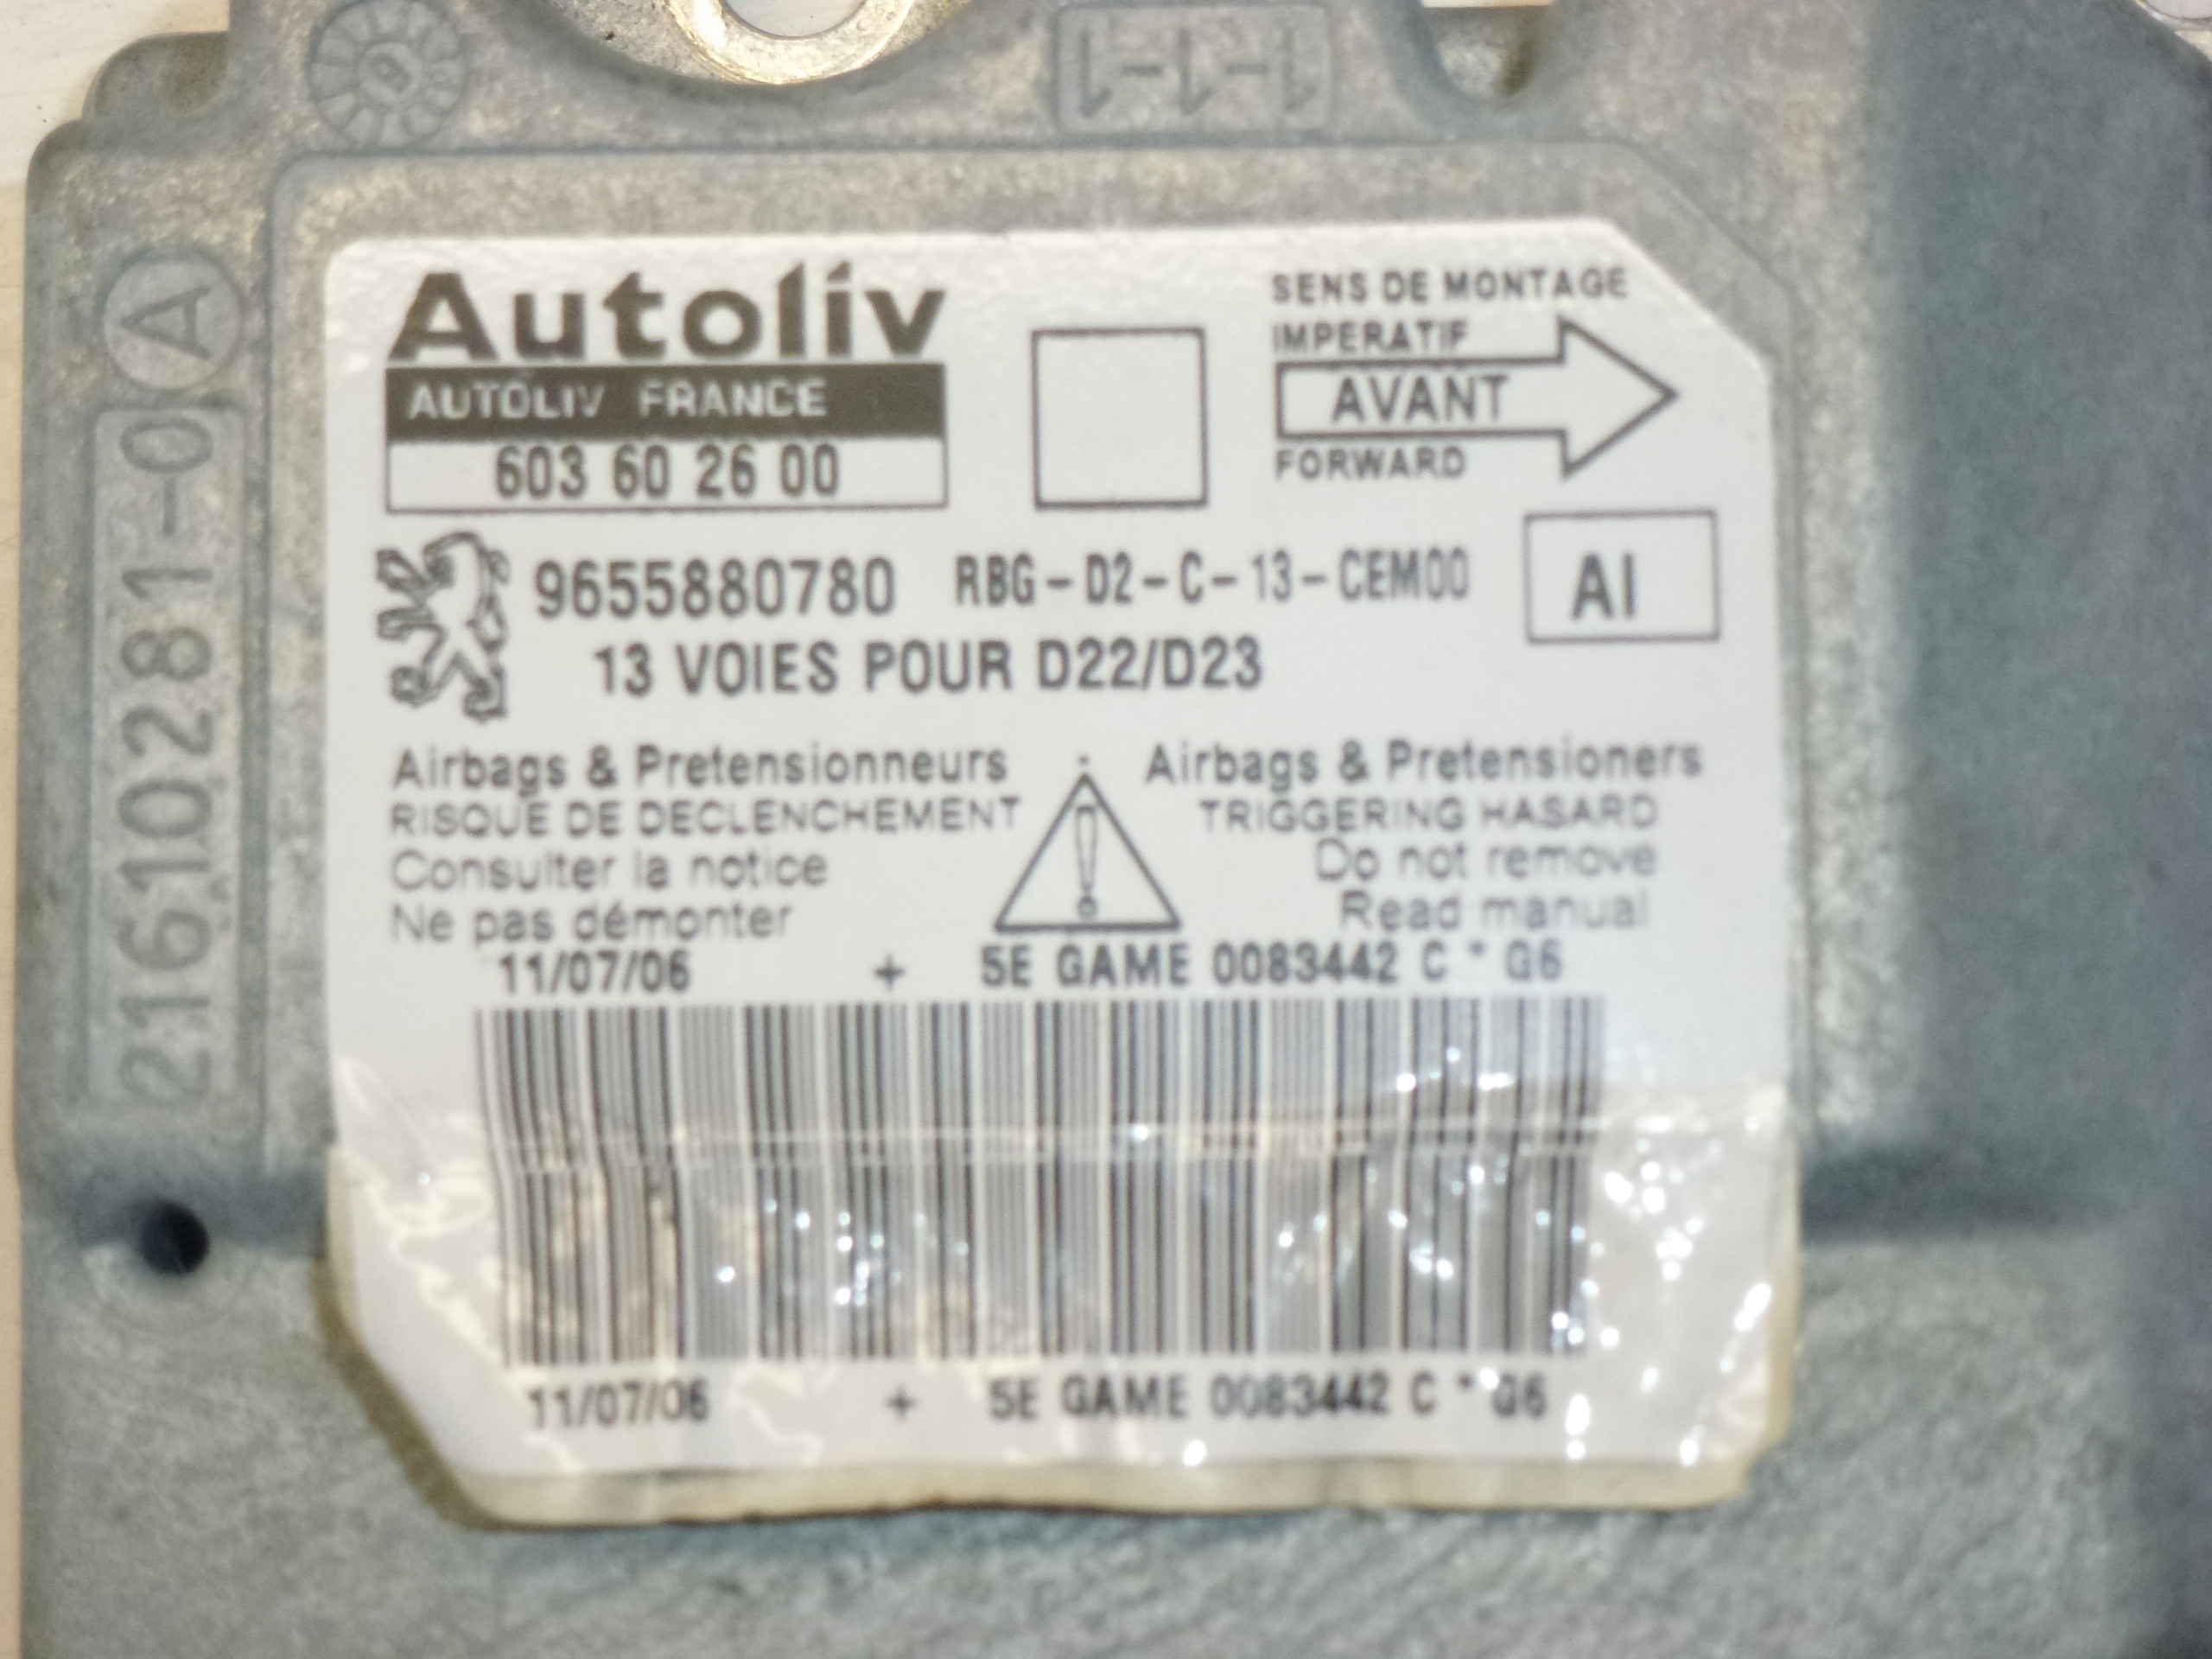 1-1-1
A
21610281-0
Autoliv
AUTOLIV FRANCE
603 60 26 00
SENS DE MONTAGE
IMPERATIF
AVANT
FORWARD
9655880780 RBG-D2-C-13-CEM00
AI
13 VOIES POUR D22/D23
Airbags & Pretensionneurs
RISQUE DE DECLENCHEMENT
Consulter la notice
Ne pas démonter
Airbags & Pretensioners
TRIGGERING HASARD
Do not remove
Read manual
11/07/06 + 5E GAME 0083442 C * G6
11/07/06 + 5E GAME 0083442 C * G6